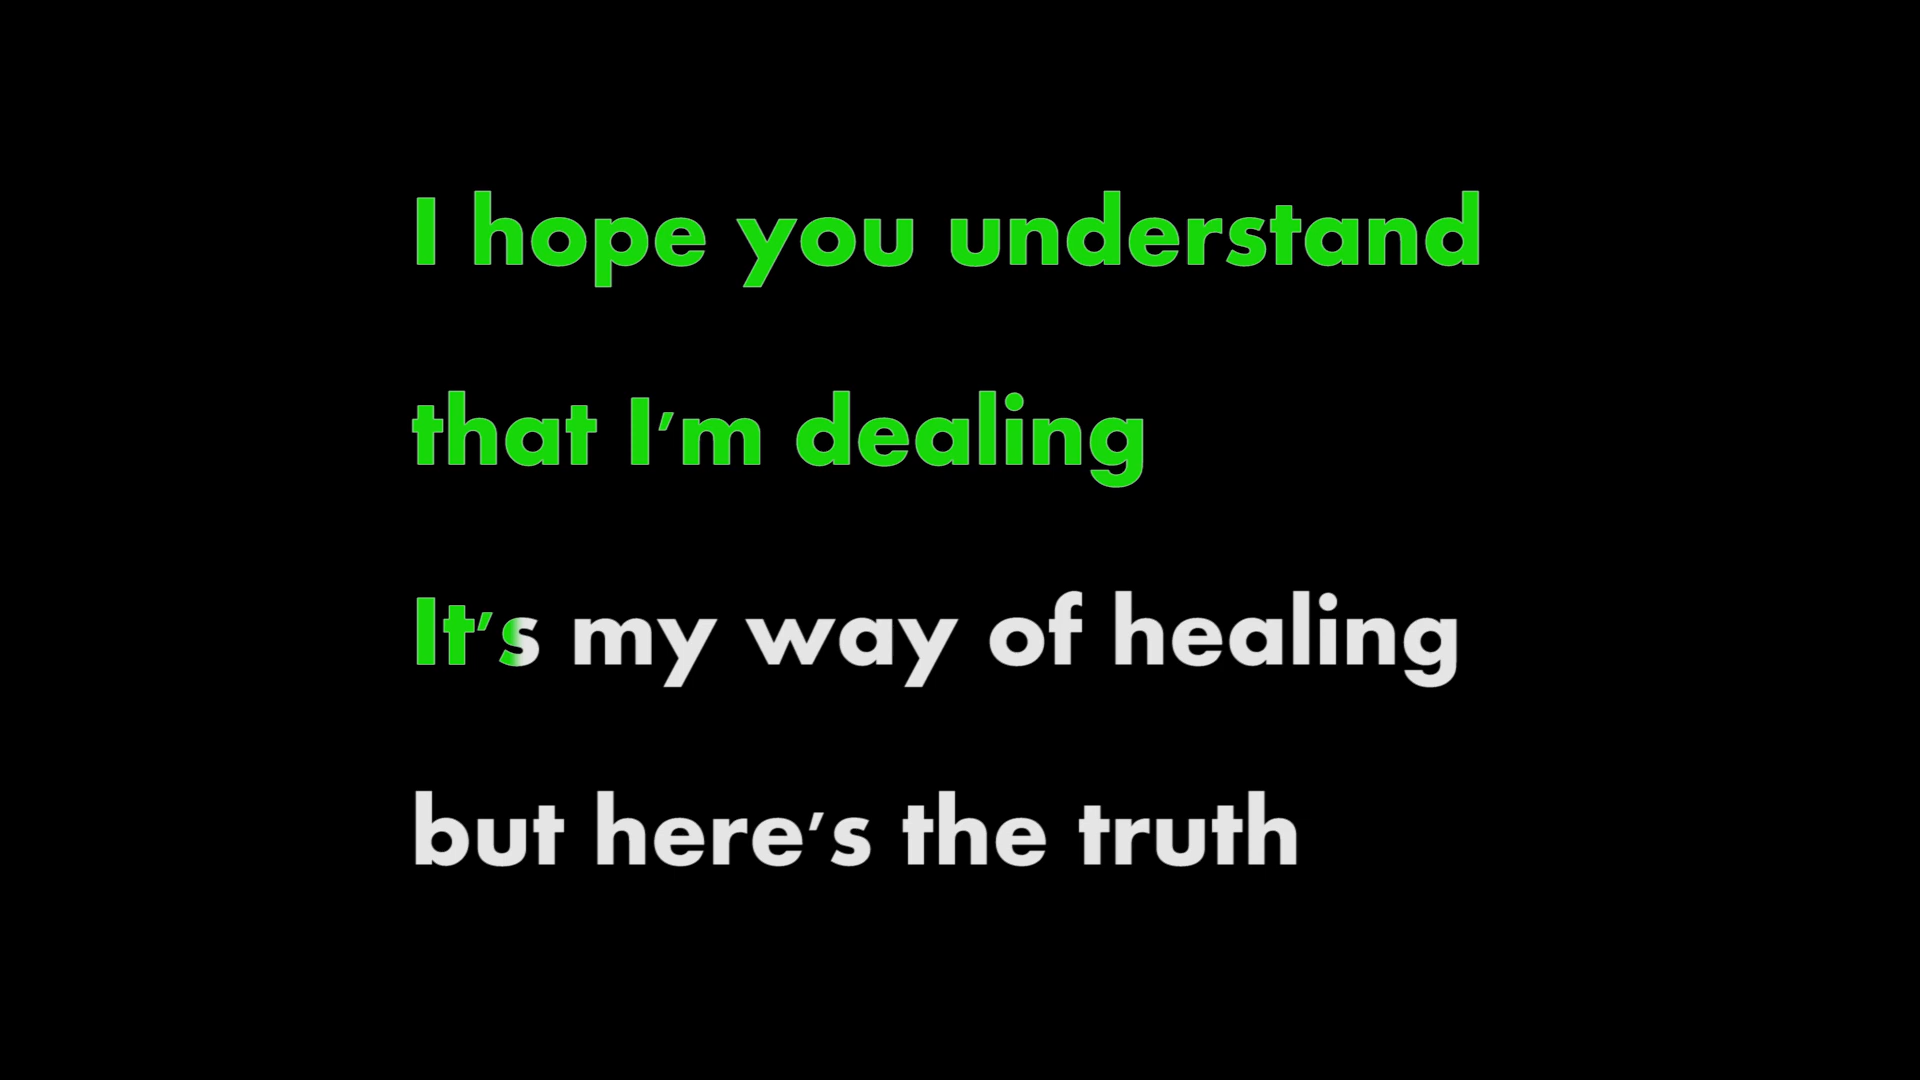 I hope you understand
that I'm dealing
It's my way of healing
but here's the truth